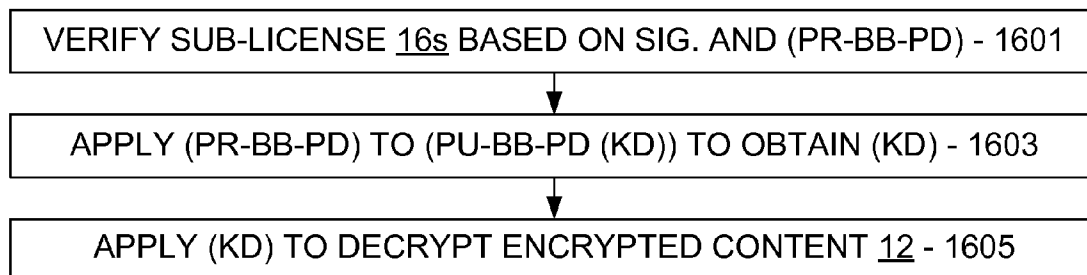 VERIFY SUB-LICENSE 16s BASED ON SIG. AND (PR-BB-PD) - 1601
APPLY (PR-BB-PD) TO (PU-BB-PD (KD)) TO OBTAIN (KD) - 1603
APPLY (KD) TO DECRYPT ENCRYPTED CONTENT 12 - 1605